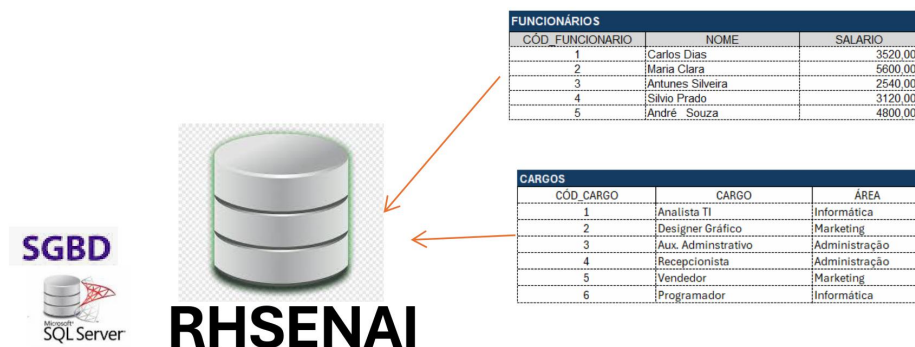 FUNCIONÁRIOS
CÓD_FUNCIONARIO NOME SALARIO
1 Carlos Dias 3520,00
2 Maria Clara 5600,00
3 Antunes Silveira 2540,00
4 Silvio Prado 3120,00
5 André Souza 4800,00
CARGOS
CÓD_CARGO CARGO ÁREA
1 Analista TI Informática
2 Designer Gráfico Marketing
3 Aux. Adminstrativo Administração
4 Recepcionista Administração
5 Vendedor Marketing
6 Programador Informática
SGBD
Microsoft
SQL Server
RHSENAI